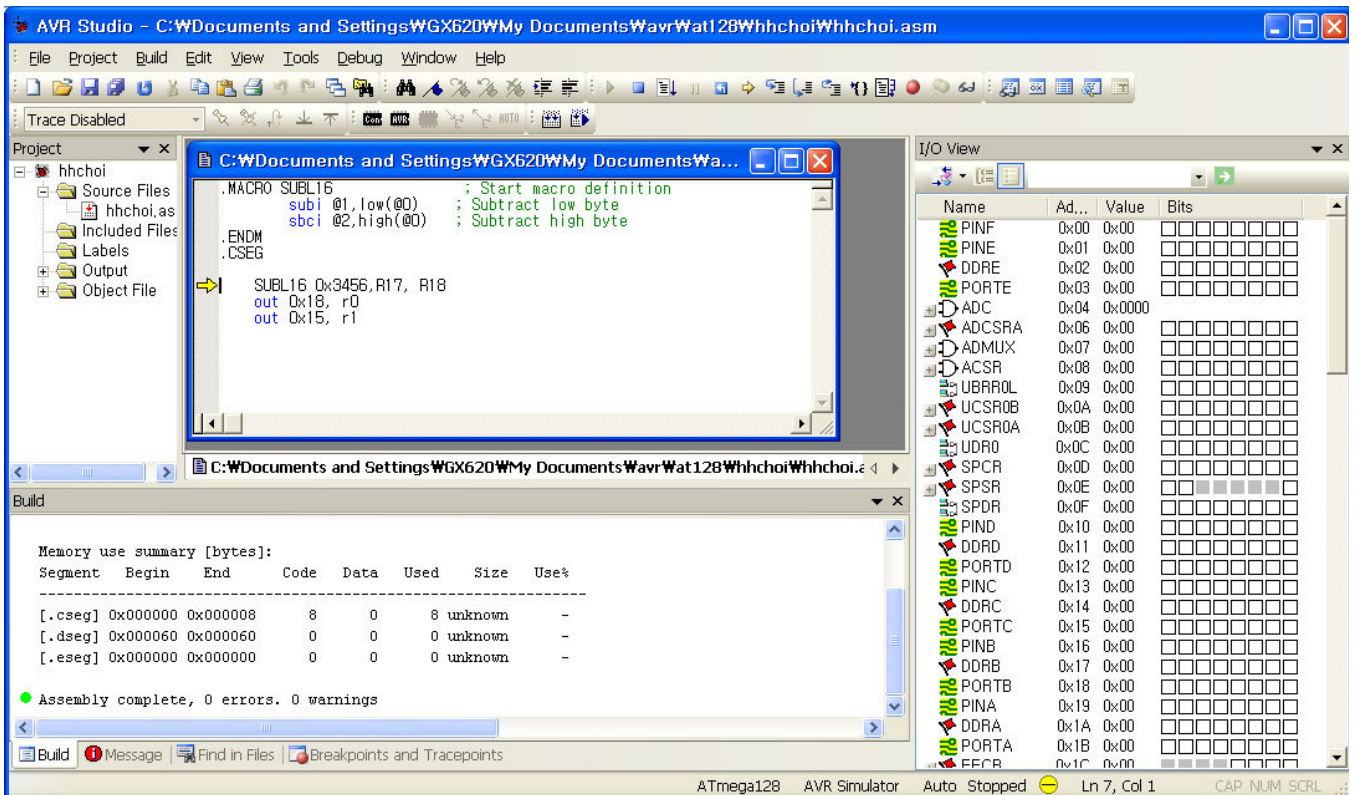 AVR Studio - C:₩Documents and Settings₩GX620₩My Documents₩avr₩at128₩hhchoi₩hhchoi.asm
File Project Build Edit View Tools Debug Window Help
Trace Disabled
Con AVR AUTO
Project
hhchoi
Source Files
hhchoi,as
Included Files
Labels
Output
Object File
C:₩Documents and Settings₩GX620₩My Documents₩a...
.MACRO SUBL16 ; Start macro definition
subi @1,low(@0) ; Subtract low byte
sbci @2,high(@0) ; Subtract high byte
.ENDM
.CSEG
SUBL16 0x3456,R17, R18
out 0x18, r0
out 0x15, r1
C:₩Documents and Settings₩GX620₩My Documents₩avr₩at128₩hhchoi₩hhchoi.a
Build
Memory use summary [bytes]:
Segment Begin End Code Data Used Size Use%
---------------------------------------------------------------
[.cseg] 0x000000 0x000008 8 0 8 unknown -
[.dseg] 0x000060 0x000060 0 0 0 unknown -
[.eseg] 0x000000 0x000000 0 0 0 unknown -
Assembly complete, 0 errors. 0 warnings
Build Message Find in Files Breakpoints and Tracepoints
I/O View
Name Ad... Value Bits
PINF 0x00 0x00
PINE 0x01 0x00
DDRE 0x02 0x00
PORTE 0x03 0x00
ADC 0x04 0x0000
ADCSRA 0x06 0x00
ADMUX 0x07 0x00
ACSR 0x08 0x00
UBRR0L 0x09 0x00
UCSR0B 0x0A 0x00
UCSR0A 0x0B 0x00
UDR0 0x0C 0x00
SPCR 0x0D 0x00
SPSR 0x0E 0x00
SPDR 0x0F 0x00
PIND 0x10 0x00
DDRD 0x11 0x00
PORTD 0x12 0x00
PINC 0x13 0x00
DDRC 0x14 0x00
PORTC 0x15 0x00
PINB 0x16 0x00
DDRB 0x17 0x00
PORTB 0x18 0x00
PINA 0x19 0x00
DDRA 0x1A 0x00
PORTA 0x1B 0x00
EECR 0x1C 0x00
ATmega128 AVR Simulator Auto Stopped Ln 7, Col 1 CAP NUM SCRL